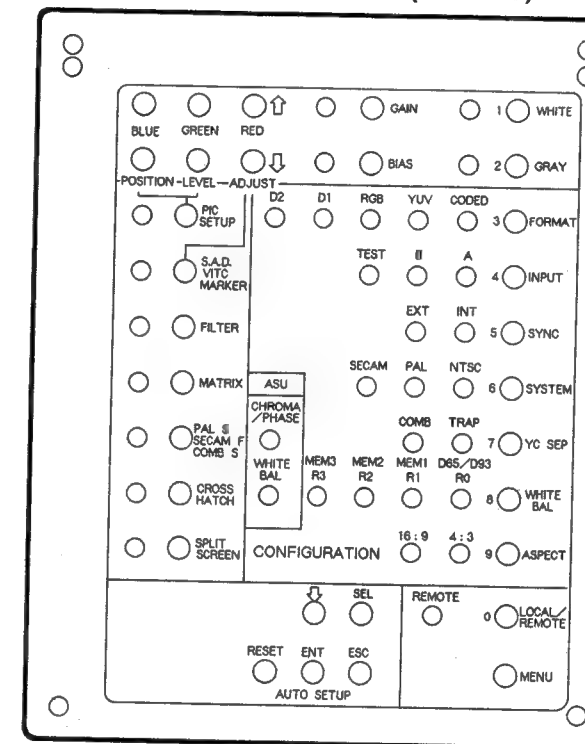 GAIN 1 WHITE
BLUE GREEN RED
BIAS 2 GRAY
POSITION-LEVEL-ADJUST
D2 D1 RGB YUV CODED
PIC SETUP
3 FORMAT
TEST B A
S.A.D. VITC MARKER
4 INPUT
EXT INT
FILTER
5 SYNC
SECAM PAL NTSC
MATRIX
ASU
6 SYSTEM
CHROMA/PHASE
COMB TRAP
PAL
SECAM F
COMB S
7 YC SEP
WHITE BAL
MEM3 MEM2 MEM1 D65/D93
R3 R2 R1 R0
CROSS HATCH
8 WHITE BAL
16:9 4:3
SPLIT SCREEN
CONFIGURATION
9 ASPECT
SEL
REMOTE
0 LOCAL/REMOTE
RESET ENT ESC
MENU
AUTO SETUP